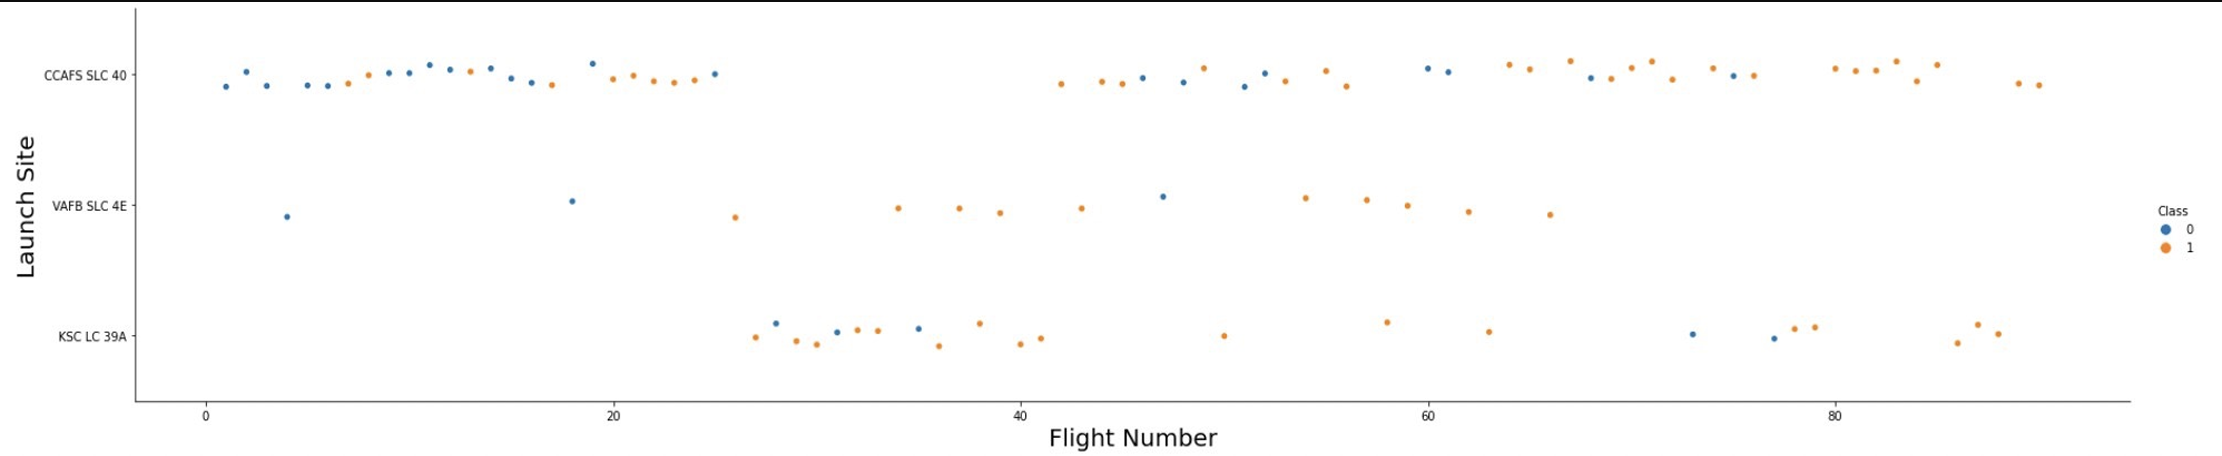 Launch Site
CCAFS SLC 40
VAFB SLC 4E
KSC LC 39A
0 20 40 60 80
Flight Number
Class
0
1